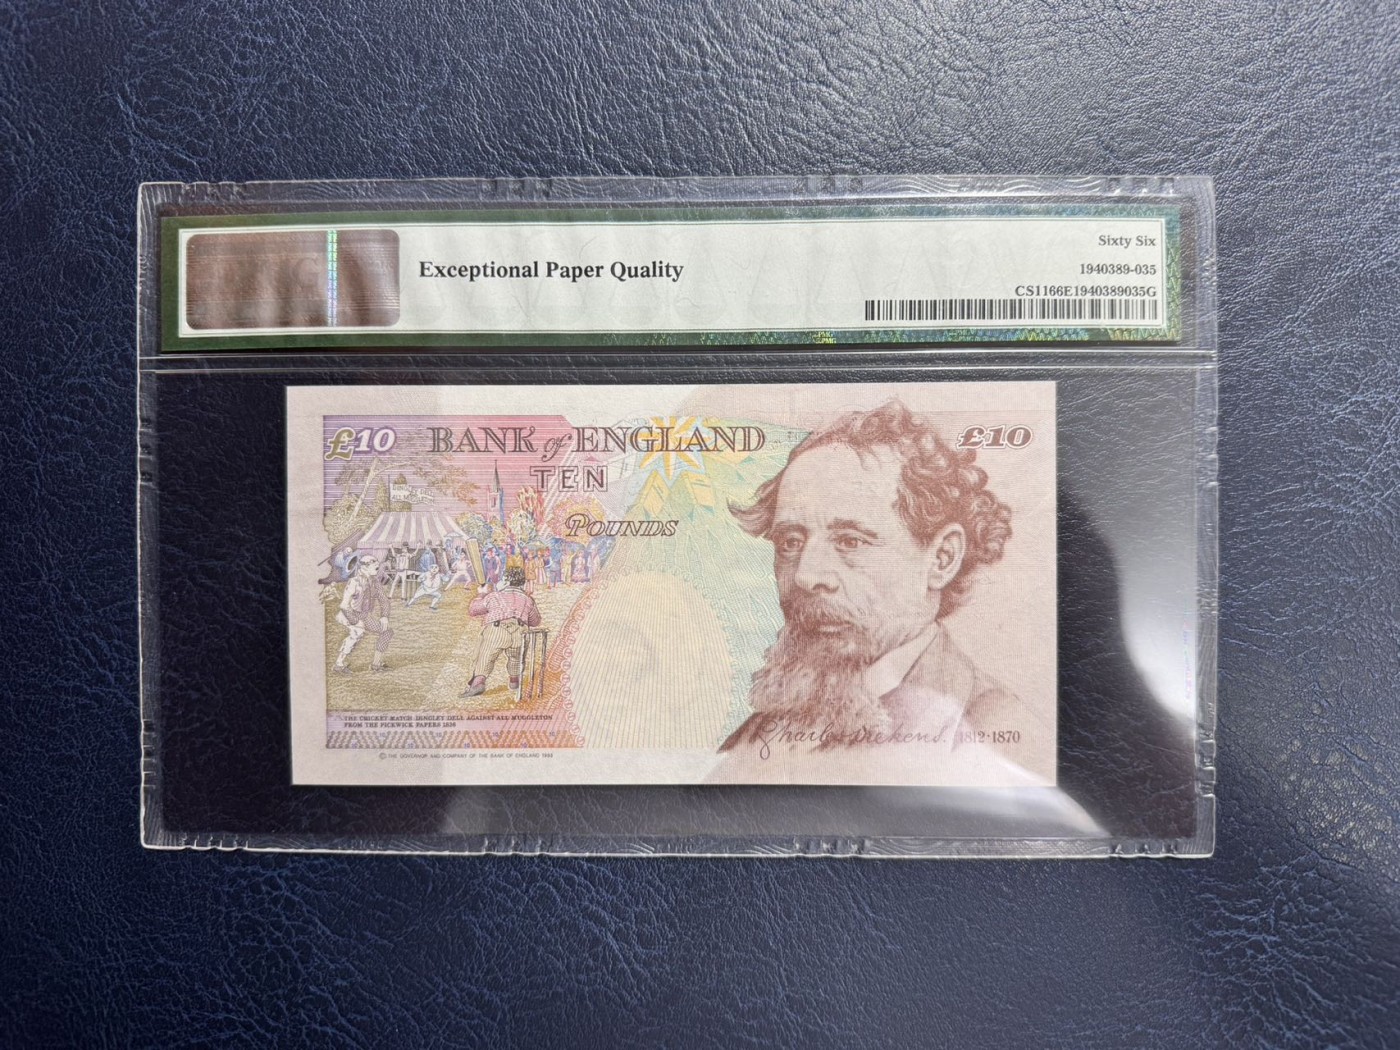 Exceptional Paper Quality
Sixty Six
1940389-035
CS1166E1940389035G
£10
BANK of ENGLAND
£10
TEN
POUNDS
THE CRICKET MATCH DINGLEY DELL AGAINST ALL MUGGLETON
FROM THE PICKWICK PAPERS 1836
Charles Dickens. 1812-1870
© THE GOVERNOR AND COMPANY OF THE BANK OF ENGLAND